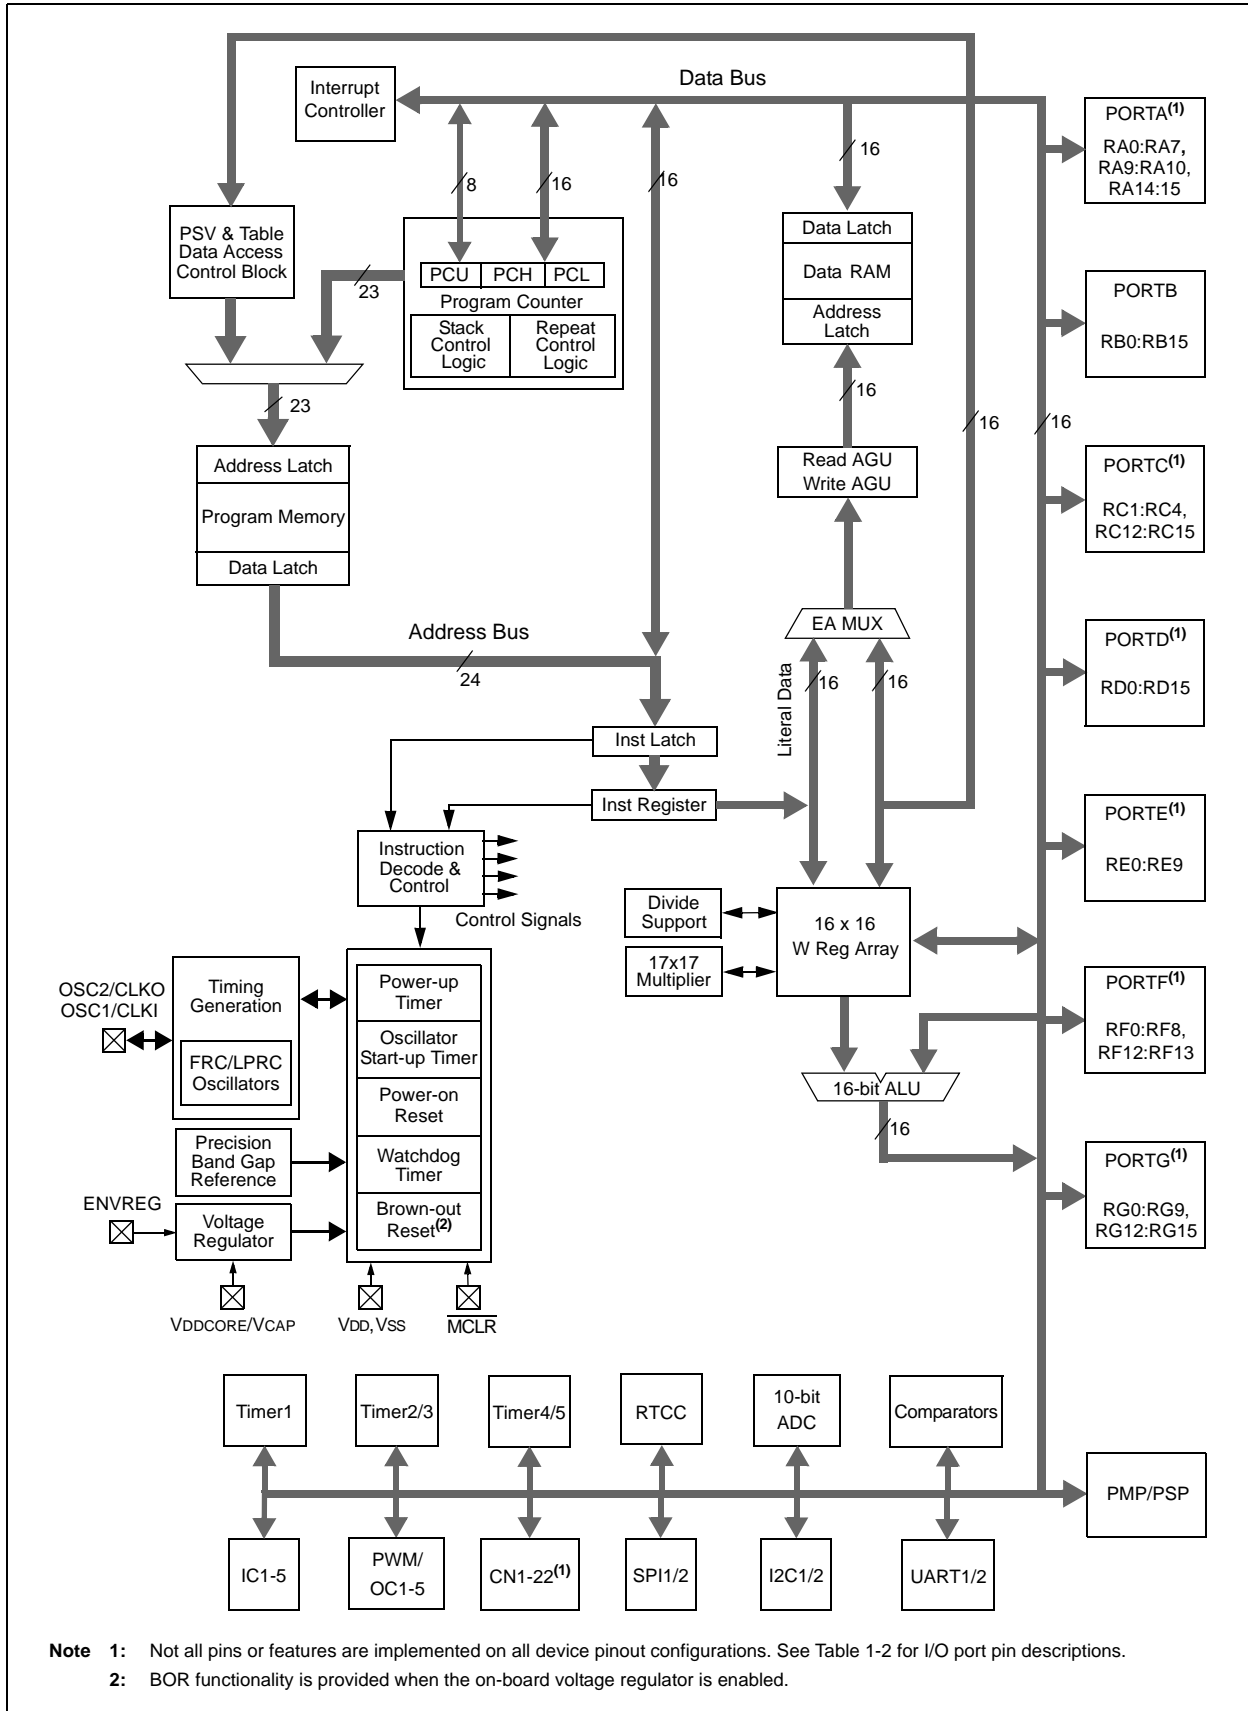 Data Bus
Interrupt
Controller
PORTA(1)
RA0:RA7,
RA9:RA10,
RA14:15
8
16
16
16
PSV & Table
Data Access
Control Block
23
PCU
PCH
PCL
Program Counter
Stack
Control
Logic
Repeat
Control
Logic
Data Latch
Data RAM
Address
Latch
PORTB
RB0:RB15
23
16
16
16
Address Latch
Program Memory
Data Latch
Read AGU
Write AGU
PORTC(1)
RC1:RC4,
RC12:RC15
Address Bus
24
EA MUX
Literal Data
16
16
PORTD(1)
RD0:RD15
Inst Latch
Inst Register
PORTE(1)
RE0:RE9
Instruction
Decode &
Control
Control Signals
Divide
Support
17x17
Multiplier
16 x 16
W Reg Array
OSC2/CLKO
OSC1/CLKI
Timing
Generation
FRC/LPRC
Oscillators
Power-up
Timer
Oscillator
Start-up Timer
Power-on
Reset
Watchdog
Timer
Brown-out
Reset(2)
PORTF(1)
RF0:RF8,
RF12:RF13
16-bit ALU
16
Precision
Band Gap
Reference
ENVREG
Voltage
Regulator
PORTG(1)
RG0:RG9,
RG12:RG15
VDDCORE/VCAP
VDD, VSS
MCLR
Timer1
Timer2/3
Timer4/5
RTCC
10-bit
ADC
Comparators
PMP/PSP
IC1-5
PWM/
OC1-5
CN1-22(1)
SPI1/2
I2C1/2
UART1/2
Note 1: Not all pins or features are implemented on all device pinout configurations. See Table 1-2 for I/O port pin descriptions.
2: BOR functionality is provided when the on-board voltage regulator is enabled.